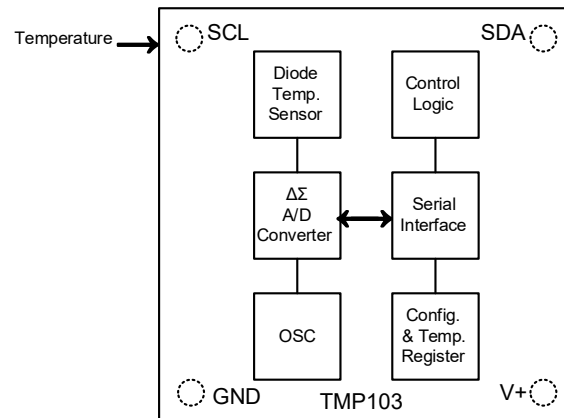 Temperature
SCL
SDA
Diode
Temp.
Sensor
Control
Logic
ΔΣ
A/D
Converter
Serial
Interface
OSC
Config.
& Temp.
Register
GND
TMP103
V+